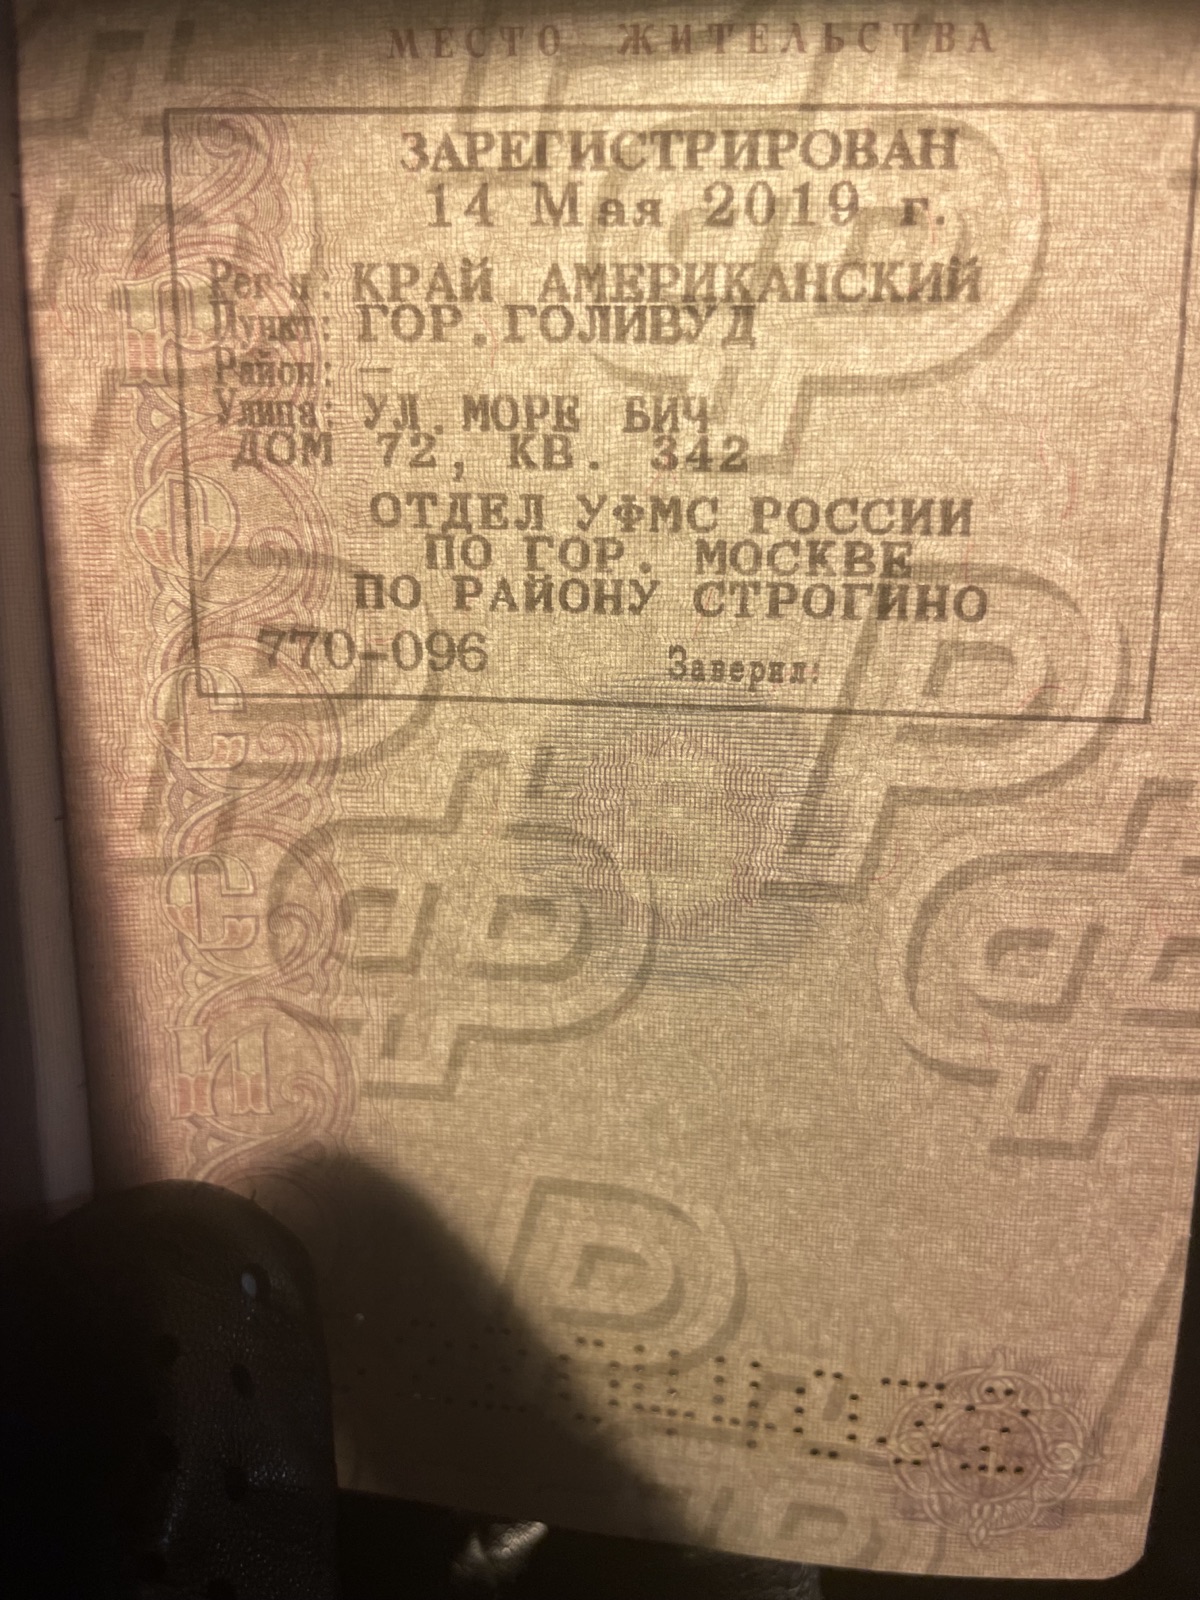 МЕСТО ЖИТЕЛЬСТВА
ЗАРЕГИСТРИРОВАН
14 Мая 2019 г.
Рег-н: КРАЙ АМЕРИКАНСКИЙ
Пункт: ГОР. ГОЛИВУД
Район: —
Улица: УЛ. МОРЕ БИЧ
ДОМ 72, КВ. 342
ОТДЕЛ УФМС РОССИИ
ПО ГОР. МОСКВЕ
ПО РАЙОНУ СТРОГИНО
770-096 Заверил: